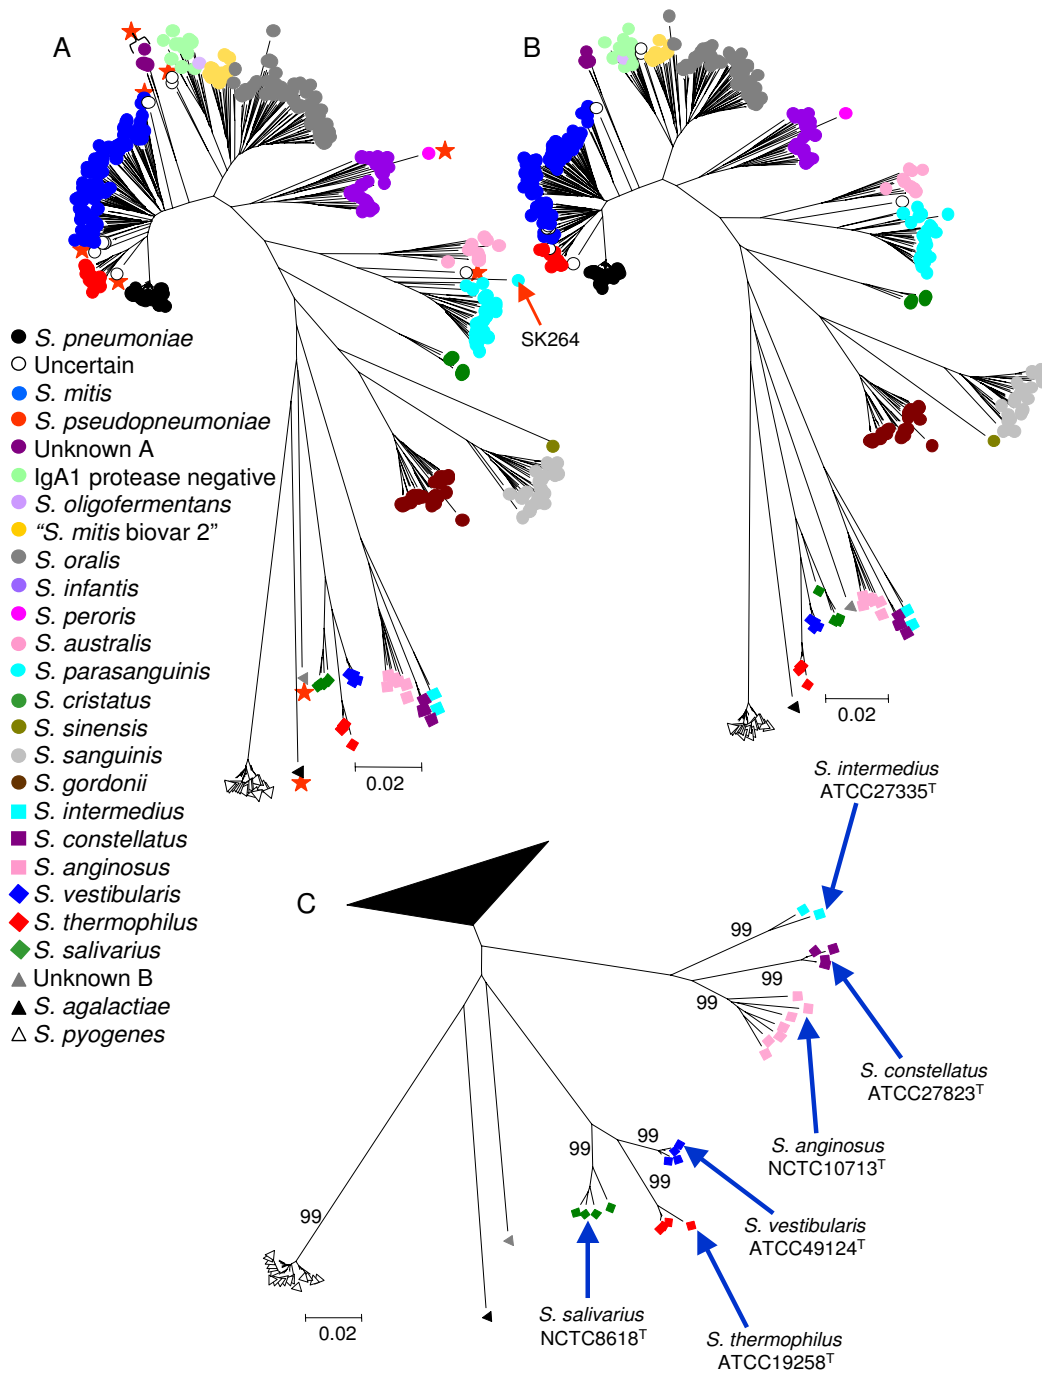 A
B
SK264
S. pneumoniae
Uncertain
S. mitis
S. pseudopneumoniae
Unknown A
IgA1 protease negative
S. oligofermentans
“S. mitis biovar 2”
S. oralis
S. infantis
S. peroris
S. australis
S. parasanguinis
S. cristatus
S. sinensis
S. sanguinis
S. gordonii
S. intermedius
S. constellatus
S. anginosus
S. vestibularis
S. thermophilus
S. salivarius
Unknown B
S. agalactiae
S. pyogenes
0.02
0.02
C
S. intermedius
ATCC27335T
99
99
99
S. constellatus
ATCC27823T
S. anginosus
NCTC10713T
99
99
99
S. vestibularis
ATCC49124T
99
S. salivarius
NCTC8618T
S. thermophilus
ATCC19258T
0.02